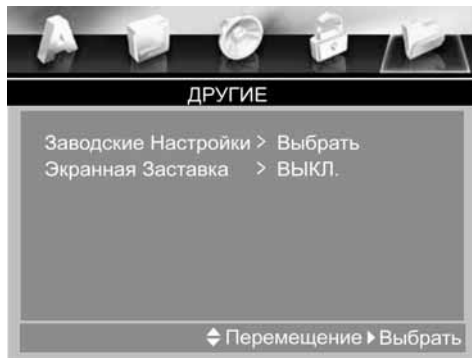 ДРУГИЕ
Заводские Настройки > Выбрать
Экранная Заставка > ВЫКЛ.
Перемещение Выбрать